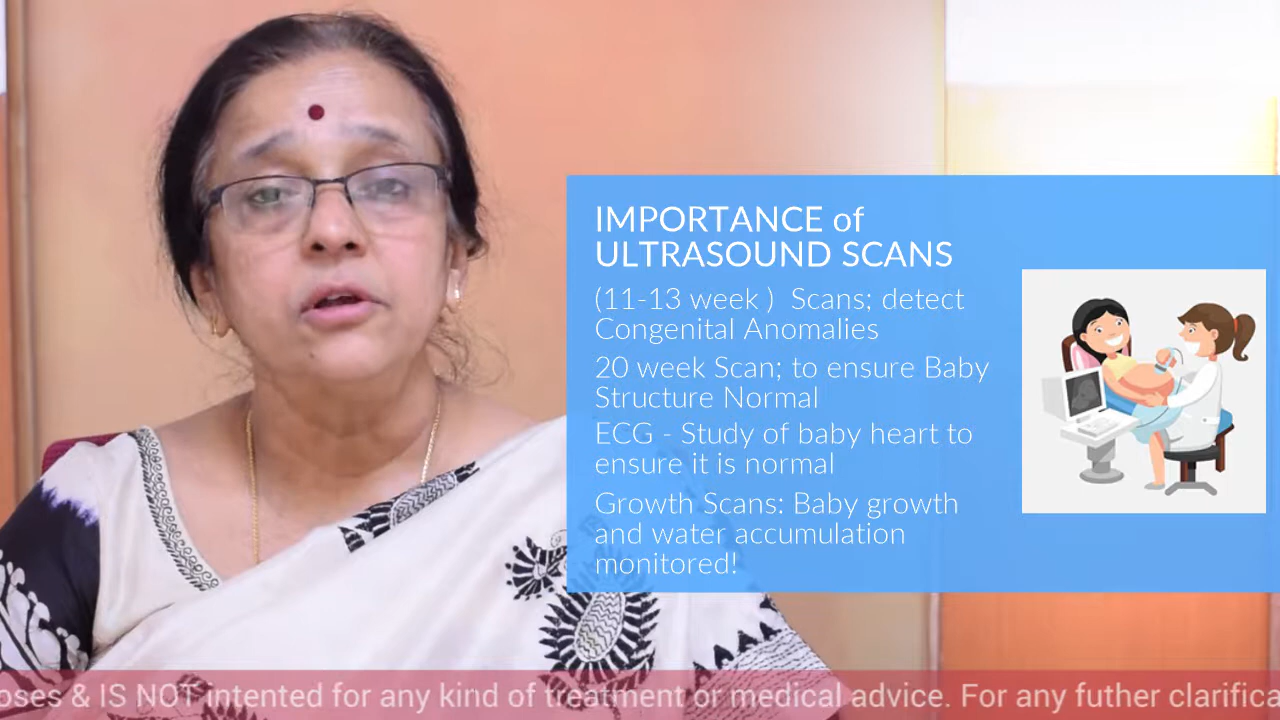 IMPORTANCE of
ULTRASOUND SCANS
(11-13 week ) Scans; detect
Congenital Anomalies
20 week Scan; to ensure Baby
Structure Normal
ECG - Study of baby heart to
ensure it is normal
Growth Scans: Baby growth
and water accumulation
monitored!
oses & IS NOT intented for any kind of treatment or medical advice. For any futher clarifica